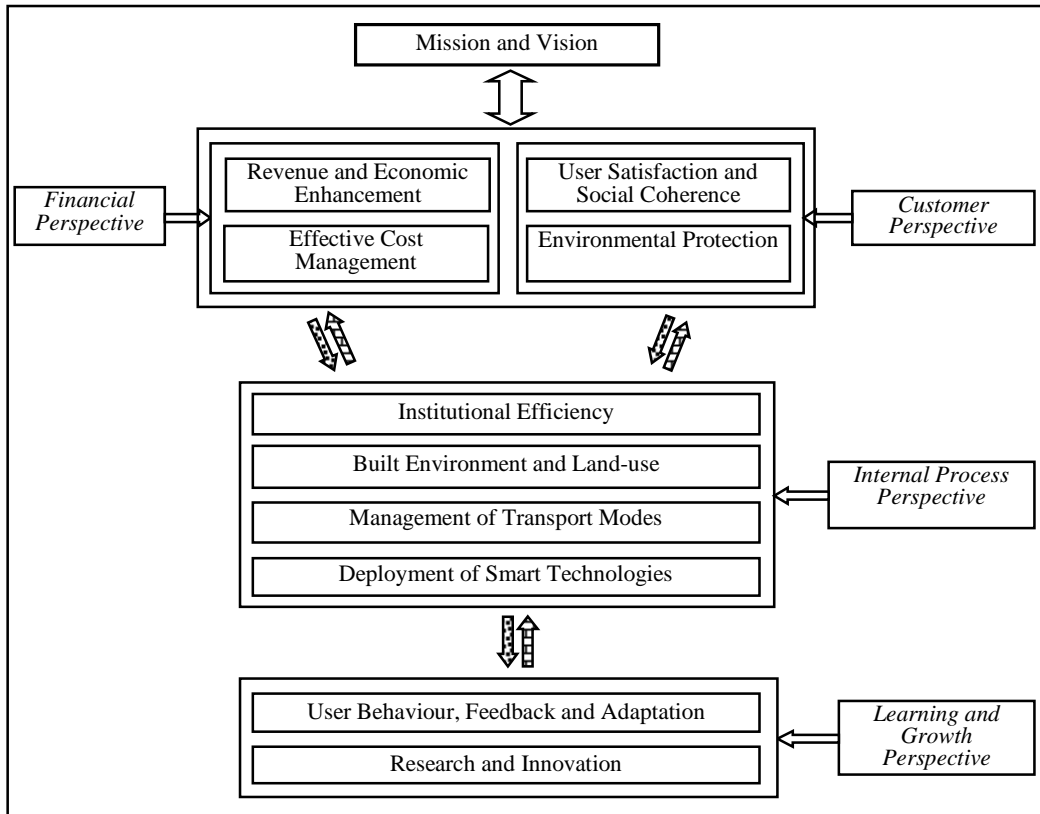 Mission and Vision
Revenue and Economic
Enhancement
User Satisfaction and
Social Coherence
Financial
Perspective
Customer
Perspective
Effective Cost
Management
Environmental Protection
Institutional Efficiency
Built Environment and Land-use
Internal Process
Perspective
Management of Transport Modes
Deployment of Smart Technologies
User Behaviour, Feedback and Adaptation
Learning and
Growth
Perspective
Research and Innovation